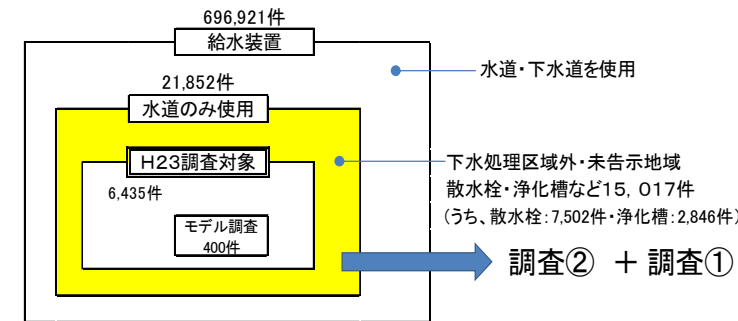 696,921件
給水装置
水道・下水道を使用
21,852件
水道のみ使用
H23調査対象
下水処理区域外・未告示地域
散水栓・浄化槽など15，017件
（うち、散水栓：7,502件・浄化槽：2,846件）
6,435件
モデル調査
400件
調査② ＋調査①